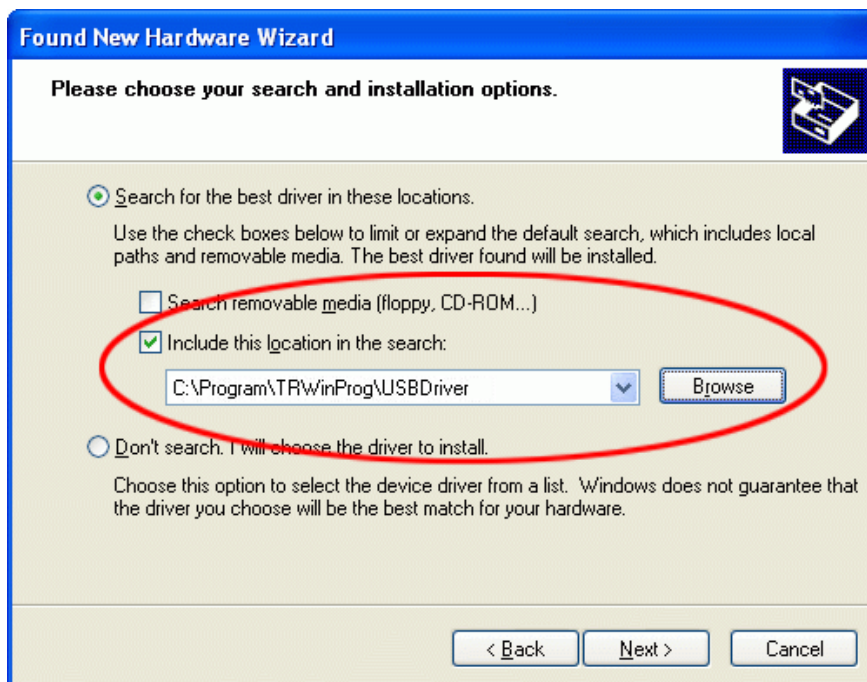 Found New Hardware Wizard
Please choose your search and installation options.
Search for the best driver in these locations.
Use the check boxes below to limit or expand the default search, which includes local
paths and removable media. The best driver found will be installed.
Search removable media (floppy, CD-ROM...)
Include this location in the search:
C:\Program\TRWinProg\USBDriver
Browse
Don't search. I will choose the driver to install.
Choose this option to select the device driver from a list. Windows does not guarantee that
the driver you choose will be the best match for your hardware.
< Back
Next >
Cancel